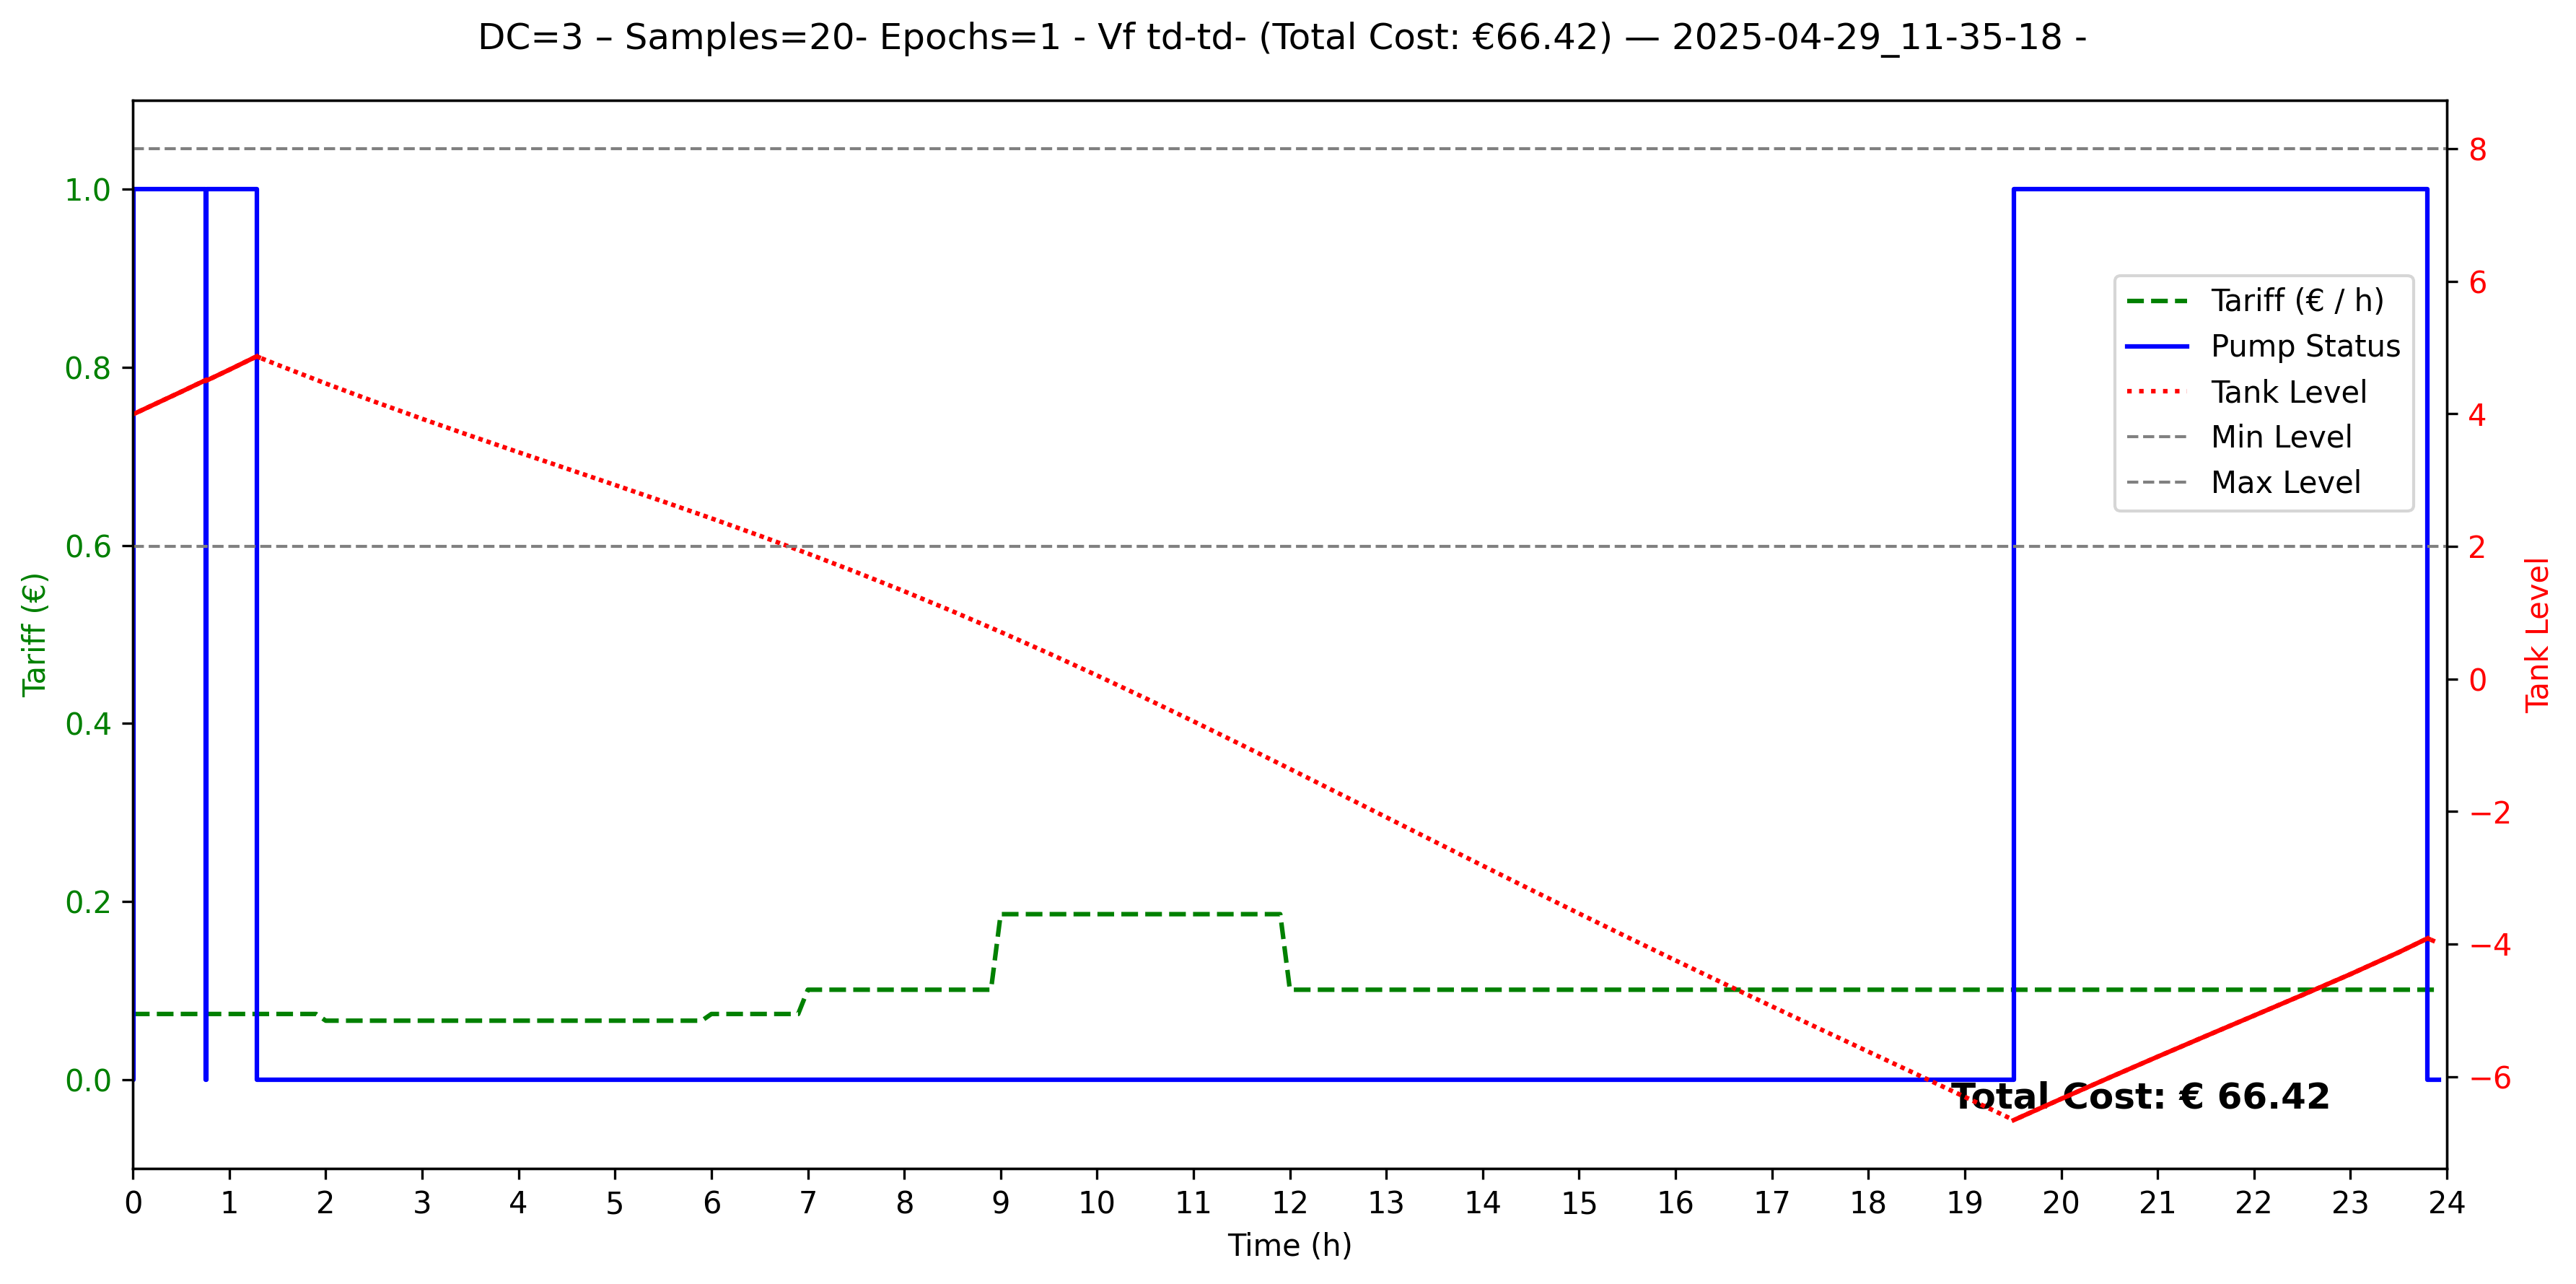 DC=3 – Samples=20- Epochs=1 - Vf td-td- (Total Cost: €66.42) — 2025-04-29_11-35-18 -
Tariff (€)
1.0
0.8
0.6
0.4
0.2
0.0
Tariff (€ / h)
Pump Status
Tank Level
Min Level
Max Level
Total Cost: € 66.42
8
6
4
2
0
−2
−4
−6
Tank Level
0 1 2 3 4 5 6 7 8 9 10 11 12 13 14 15 16 17 18 19 20 21 22 23 24
Time (h)